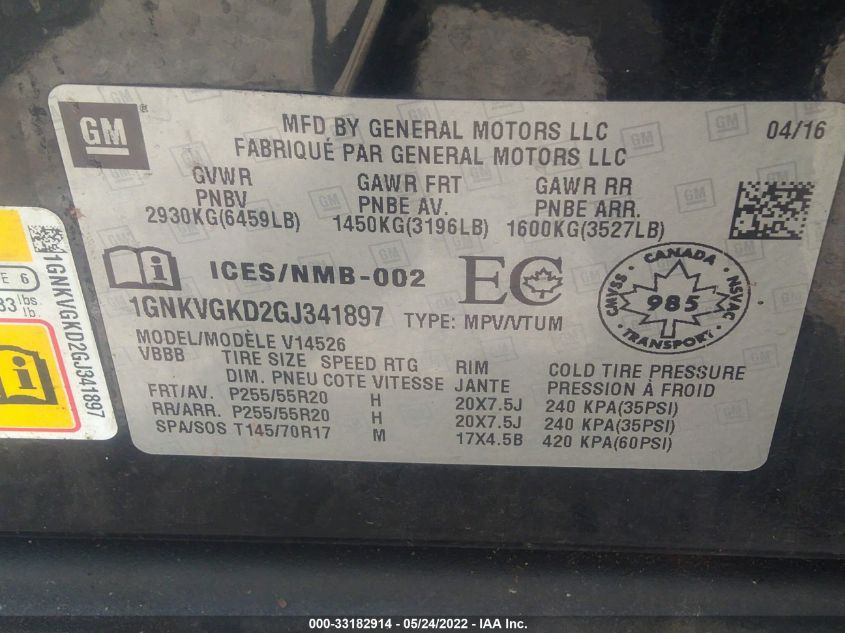 GM
MFD BY GENERAL MOTORS LLC 04/16
FABRIQUÉ PAR GENERAL MOTORS LLC
GVWR GAWR FRT GAWR RR
PNBV PNBE AV. PNBE ARR.
2930KG(6459LB) 1450KG(3196LB) 1600KG(3527LB)
ICES/NMB-002 EC
CANADA
CMVSS 985 NSVAC
TRANSPORT
1GNKVGKD2GJ341897 TYPE: MPV/VTUM
MODEL/MODÈLE V14526
VBBB TIRE SIZE SPEED RTG RIM COLD TIRE PRESSURE
DIM. PNEU COTE VITESSE JANTE PRESSION À FROID
FRT/AV. P255/55R20 H 20X7.5J 240 KPA(35PSI)
RR/ARR. P255/55R20 H 20X7.5J 240 KPA(35PSI)
SPA/SOS T145/70R17 M 17X4.5B 420 KPA(60PSI)
E 6
lbs.
lb.
1GNKVGKD2GJ341897
000-33182914 - 05/24/2022 - IAA Inc.